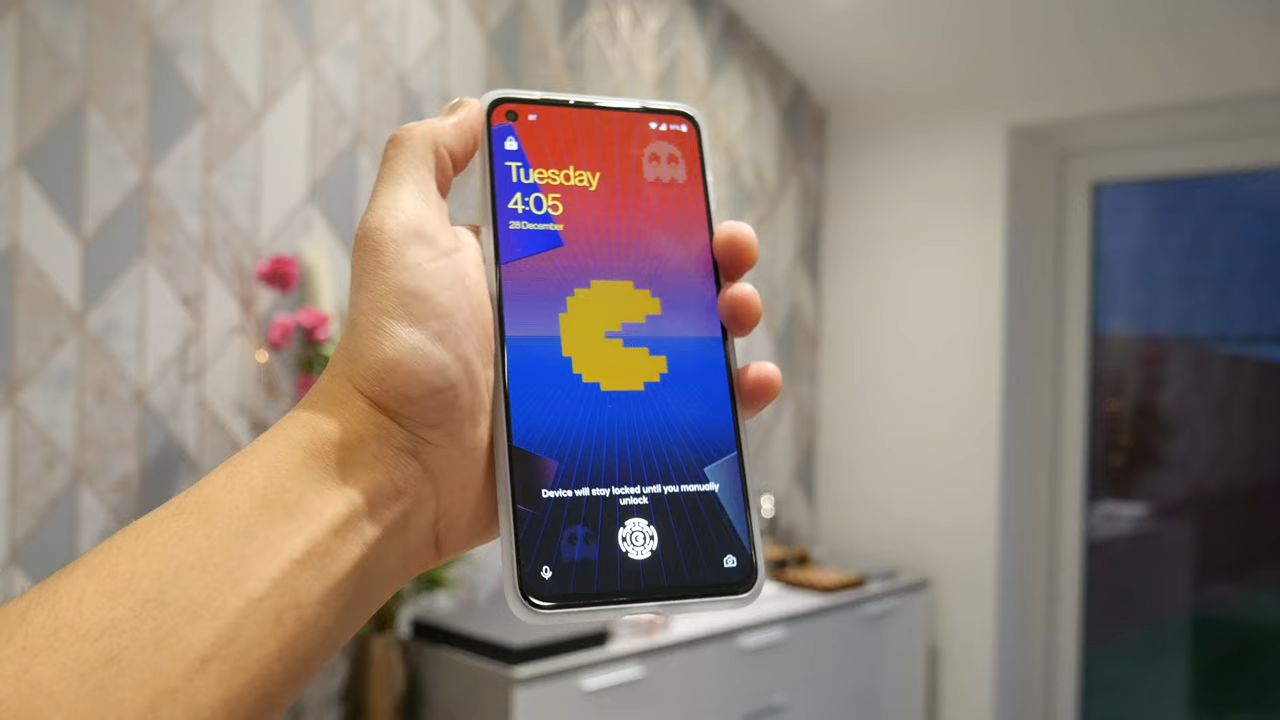 Tuesday
4:05
28 December
Device will stay locked until you manually
unlock